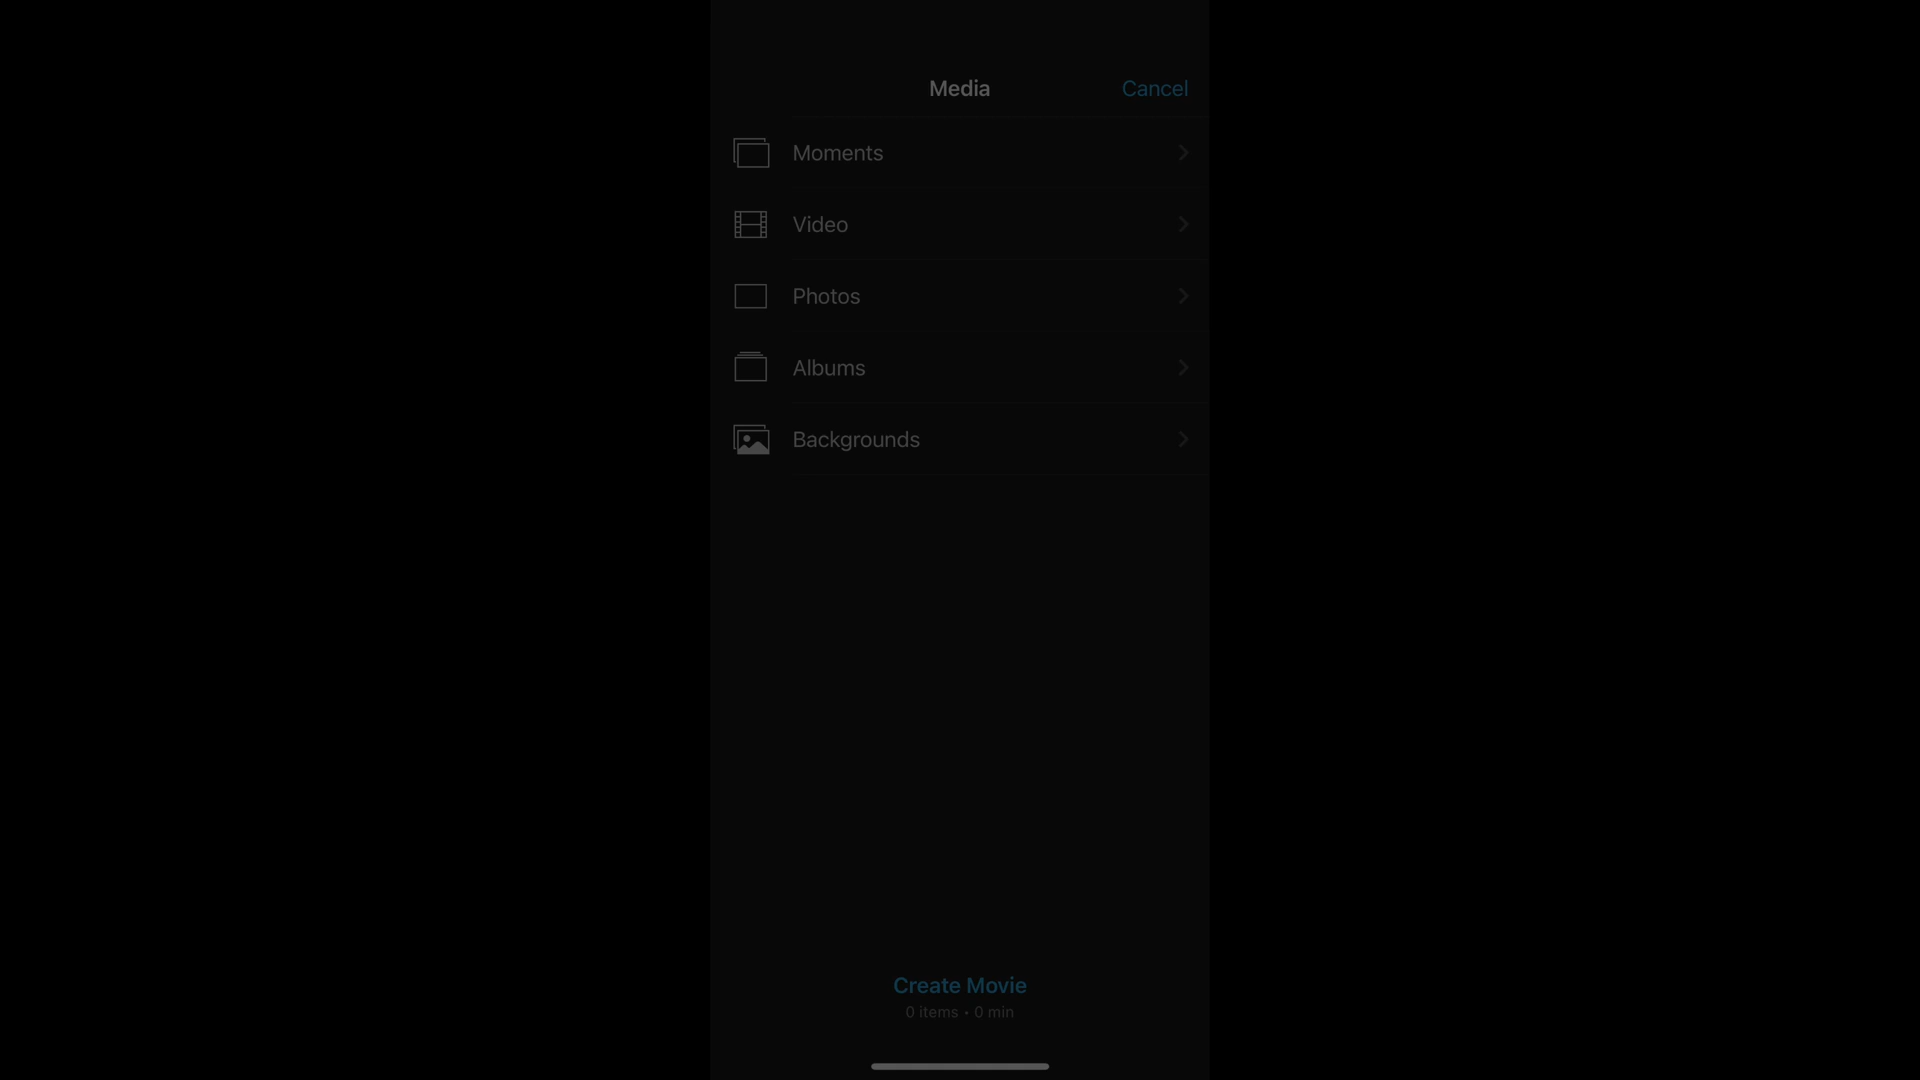 Media
Cancel
Moments
Video
Photos
Albums
Backgrounds
Create Movie
0 items • 0 min